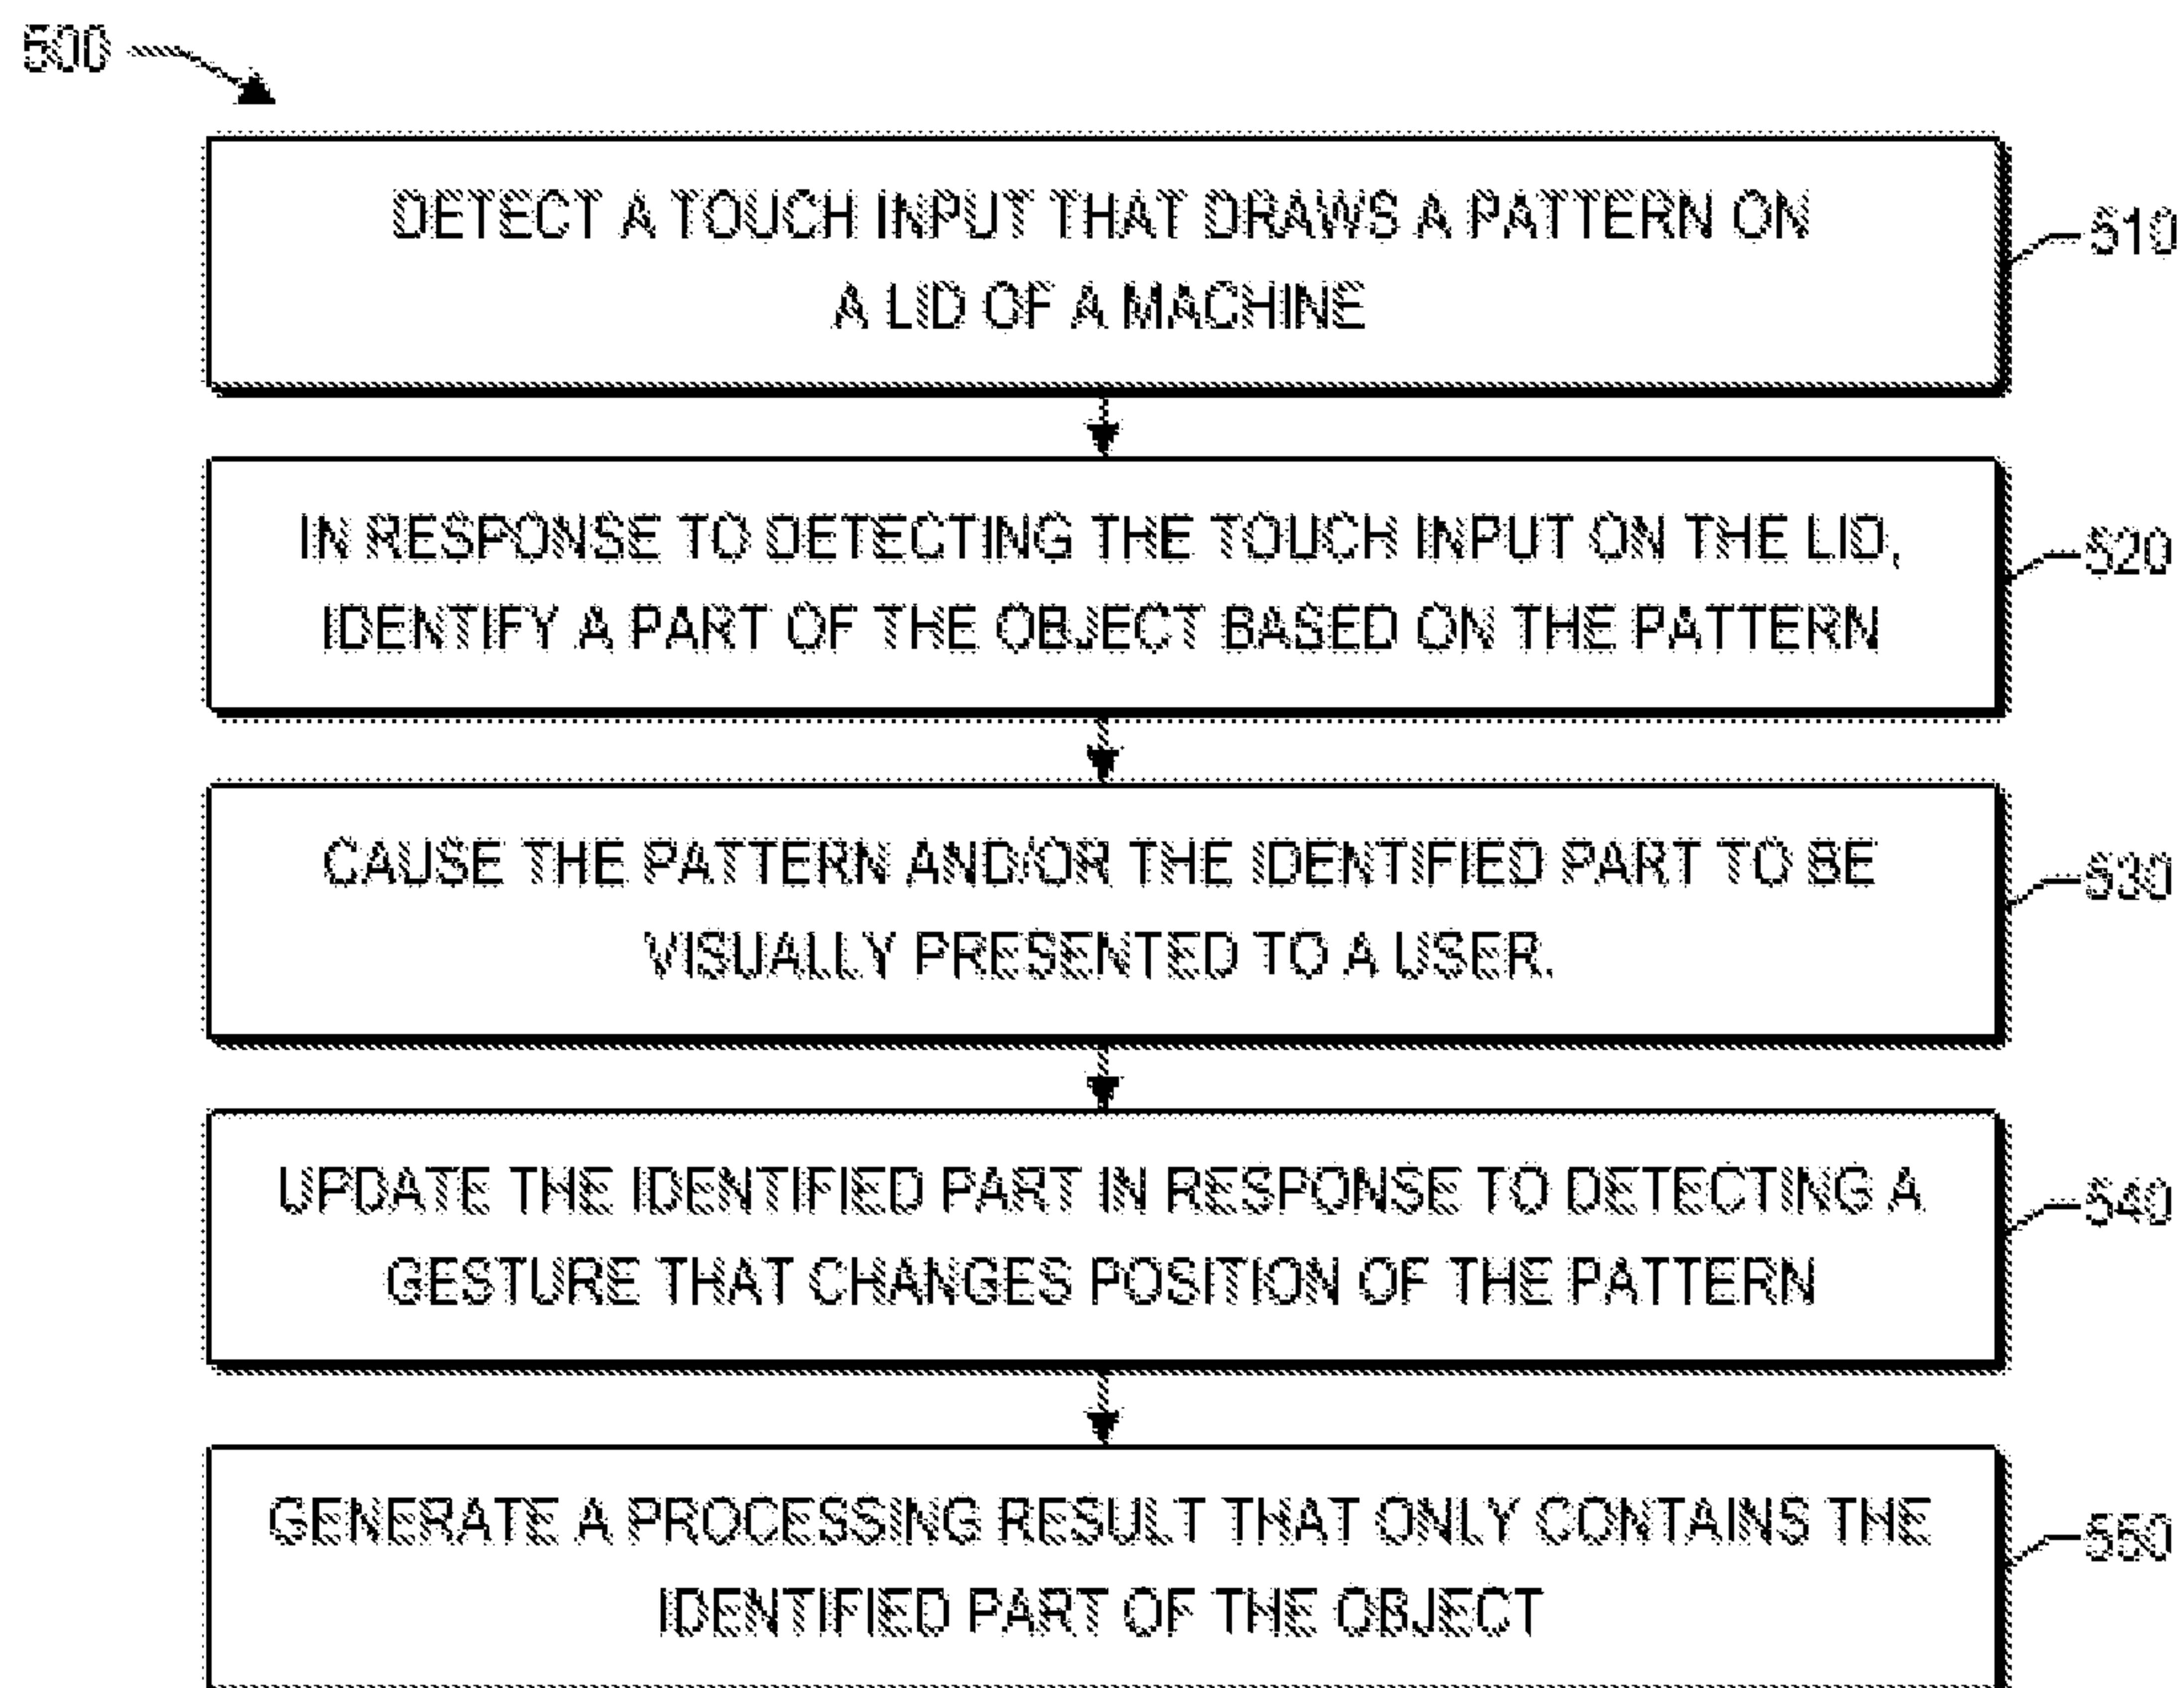 500
DETECT A TOUCH INPUT THAT DRAWS A PATTERN ON
A LID OF A MACHINE
510
IN RESPONSE TO DETECTING THE TOUCH INPUT ON THE LID,
IDENTIFY A PART OF THE OBJECT BASED ON THE PATTERN
520
CAUSE THE PATTERN AND/OR THE IDENTIFIED PART TO BE
VISUALLY PRESENTED TO A USER.
530
UPDATE THE IDENTIFIED PART IN RESPONSE TO DETECTING A
GESTURE THAT CHANGES POSITION OF THE PATTERN
540
GENERATE A PROCESSING RESULT THAT ONLY CONTAINS THE
IDENTIFIED PART OF THE OBJECT
550